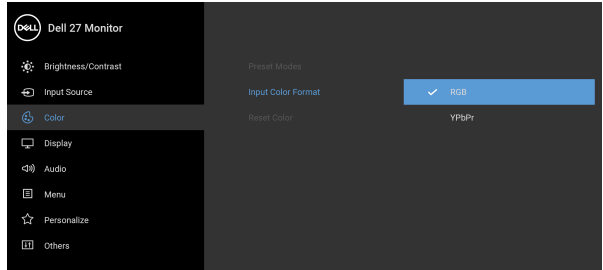 DELL Dell 27 Monitor
Brightness/Contrast
Preset Modes
Input Source
Input Color Format
RGB
Color
Reset Color
YPbPr
Display
Audio
Menu
Personalize
Others